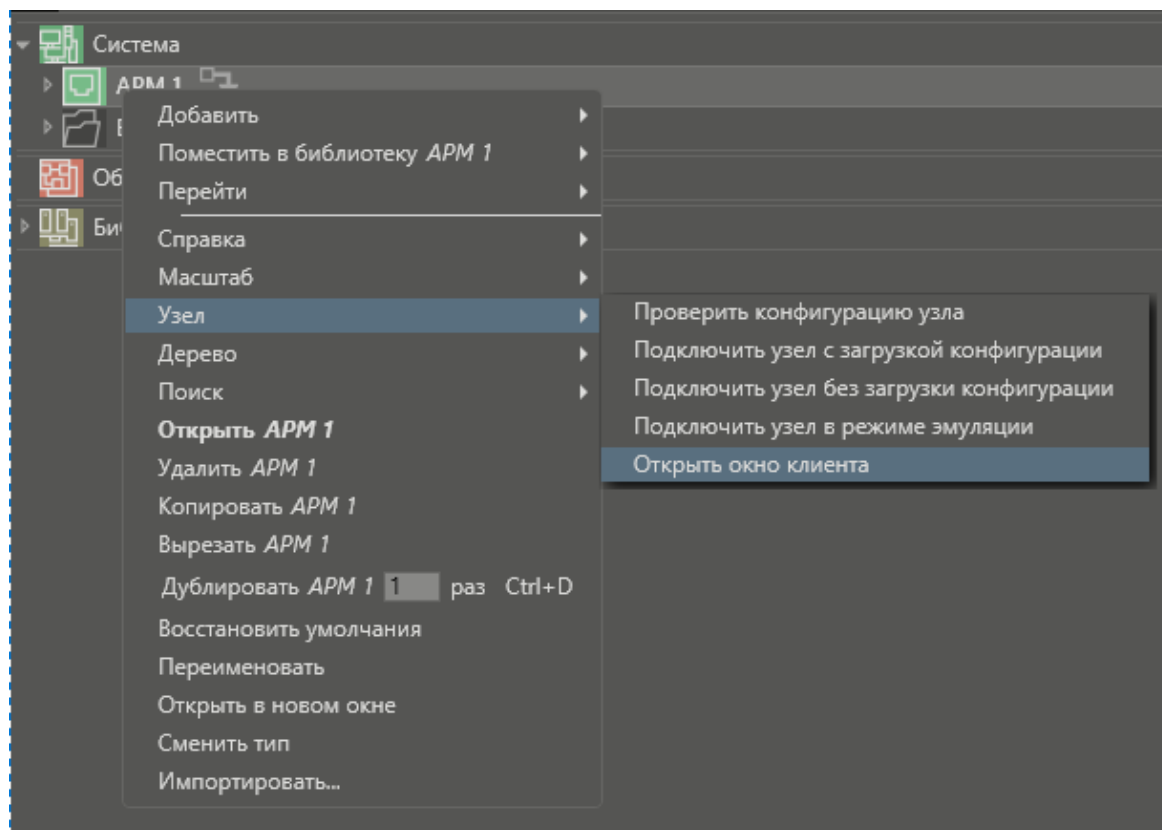 Система
АРМ 1
Добавить
Поместить в библиотеку АРМ 1
Перейти
Справка
Масштаб
Узел
Дерево
Поиск
Открыть АРМ 1
Удалить АРМ 1
Копировать АРМ 1
Вырезать АРМ 1
Дублировать АРМ 1 1 раз Ctrl+D
Восстановить умолчания
Переименовать
Открыть в новом окне
Сменить тип
Импортировать...
Проверить конфигурацию узла
Подключить узел с загрузкой конфигурации
Подключить узел без загрузки конфигурации
Подключить узел в режиме эмуляции
Открыть окно клиента